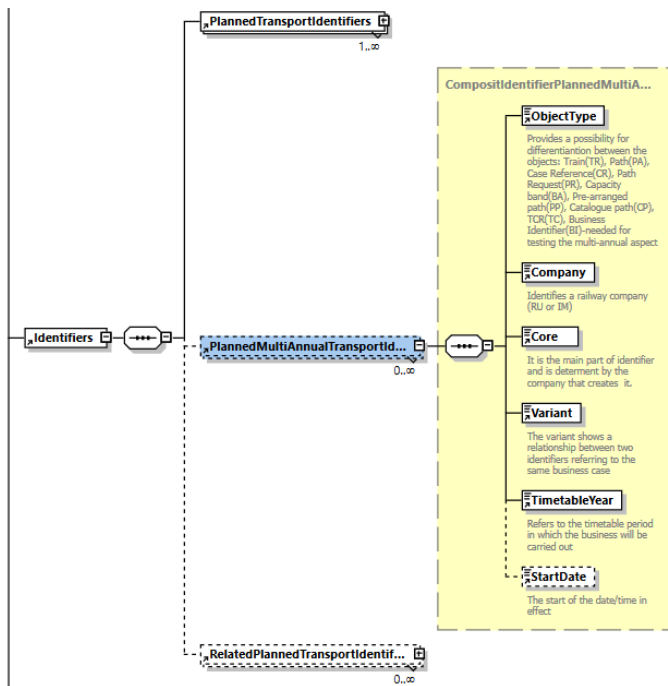 PlannedTransportIdentifiers
1..∞
CompositIdentifierPlannedMultiA...
ObjectType
Provides a possibility for
differentiantion between the
objects: Train(TR), Path(PA),
Case Reference(CR), Path
Request(PR), Capacity
band(BA), Pre-arranged
path(PP), Catalogue path(CP),
TCR(TC), Business
Identifier(BI)-needed for
testing the multi-annual aspect
Company
Identifies a railway company
(RU or IM)
Identifiers
PlannedMultiAnnualTransportId...
0..∞
Core
It is the main part of identifier
and is determent by the
company that creates  it.
Variant
The variant shows a
relationship between two
identifiers referring to the
same business case
TimetableYear
Refers to the timetable period
in which the business will be
carried out
StartDate
The start of the date/time in
effect
RelatedPlannedTransportIdentif...
0..∞